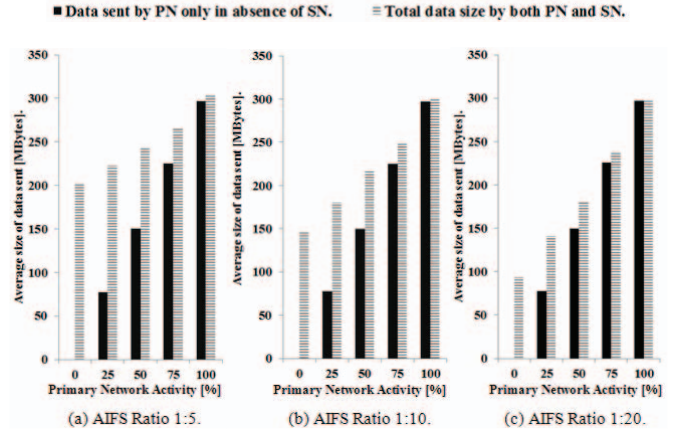 Data sent by PN only in absence of SN. Total data size by both PN and SN.
Average size of data sent [MBytes].
350
300
250
200
150
100
50
0
0 25 50 75 100
Primary Network Activity [%]
(a) AIFS Ratio 1:5.
Average size of data sent [MBytes].
350
300
250
200
150
100
50
0
0 25 50 75 100
Primary Network Activity [%]
(b) AIFS Ratio 1:10.
Average size of data sent [MBytes].
350
300
250
200
150
100
50
0
0 25 50 75 100
Primary Network Activity [%]
(c) AIFS Ratio 1:20.